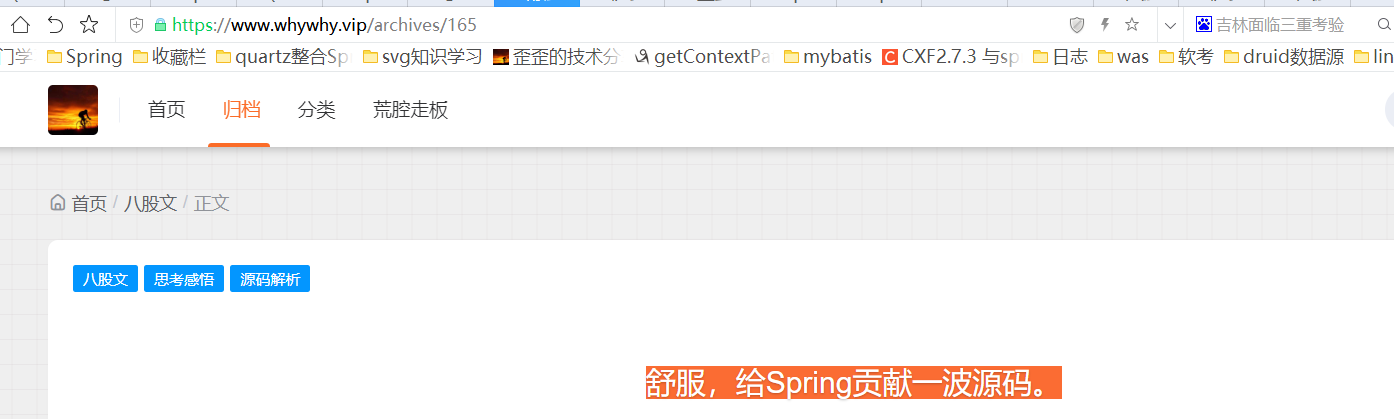 https://www.whywhy.vip/archives/165
吉林面临三重考验
门学
Spring
收藏栏
quartz整合Sp
svg知识学习
歪歪的技术分
getContextPa
mybatis
CXF2.7.3 与sp
日志
was
软考
druid数据源
lin
首页
归档
分类
荒腔走板
首页 / 八股文 / 正文
八股文
思考感悟
源码解析
舒服，给Spring贡献一波源码。